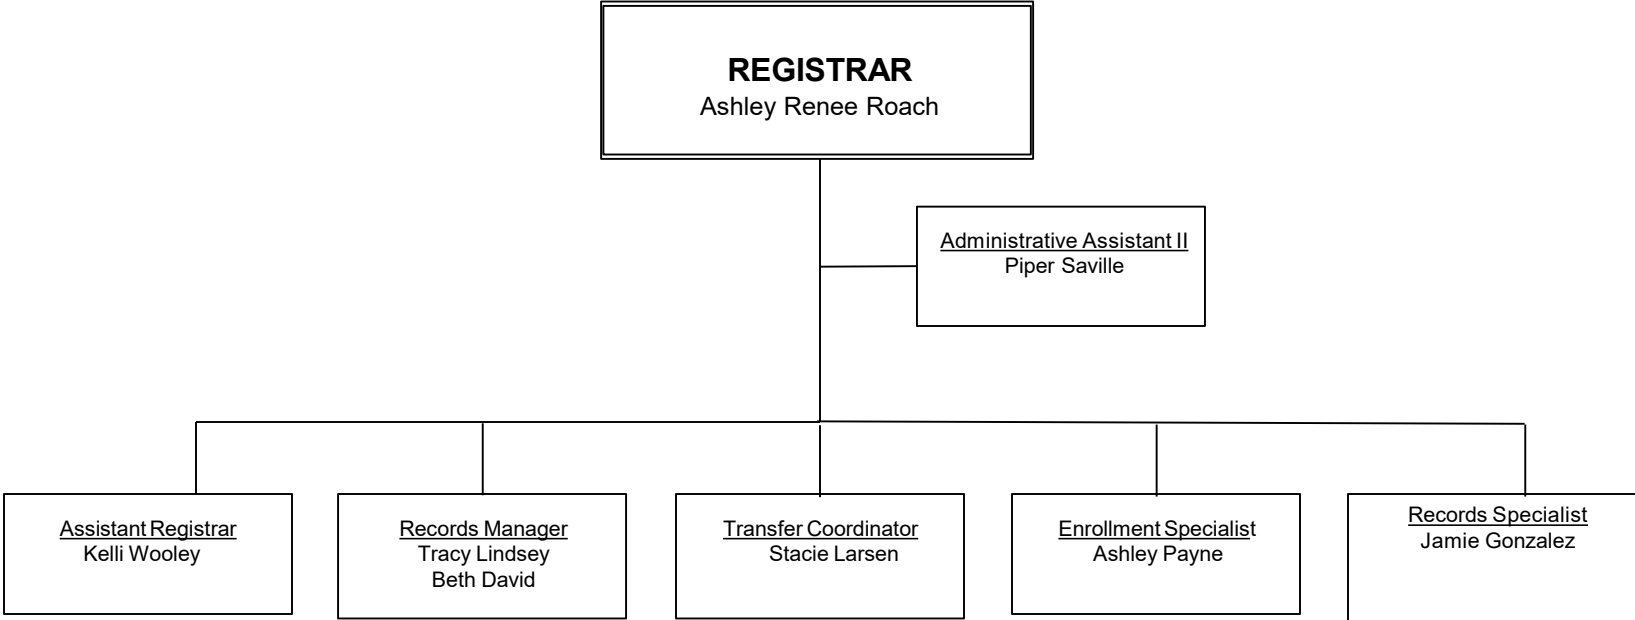 REGISTRAR
Ashley Renee Roach
Administrative Assistant II
Piper Saville
Assistant Registrar
Kelli Wooley
Records Manager
Tracy Lindsey
Beth David
Transfer Coordinator
Stacie Larsen
Enrollment Specialist
Ashley Payne
Records Specialist
Jamie Gonzalez